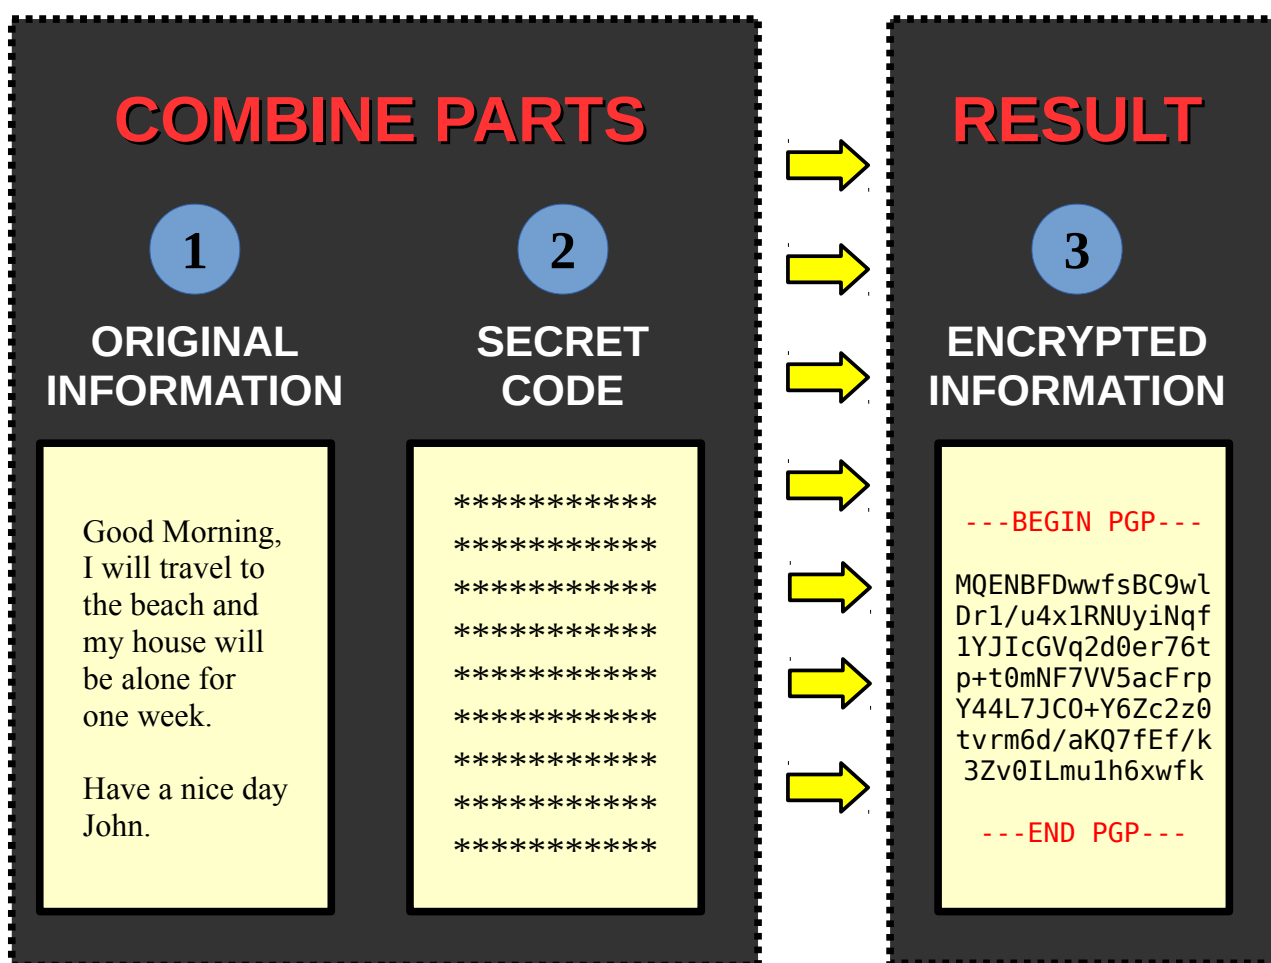 COMBINE PARTS
1
ORIGINAL
INFORMATION
Good Morning,
I will travel to
the beach and
my house will
be alone for
one week.
Have a nice day
John.
2
SECRET
CODE
***********
***********
***********
***********
***********
***********
***********
***********
***********
RESULT
3
ENCRYPTED
INFORMATION
---BEGIN PGP---
MQENBFDwwfsBC9wl
Dr1/u4x1RNUyiNqf
1YJIcGVq2d0er76t
p+t0mNF7VV5acFrp
Y44L7JCO+Y6Zc2z0
tvrm6d/aKQ7fEf/k
3Zv0ILmu1h6xwfk
---END PGP---